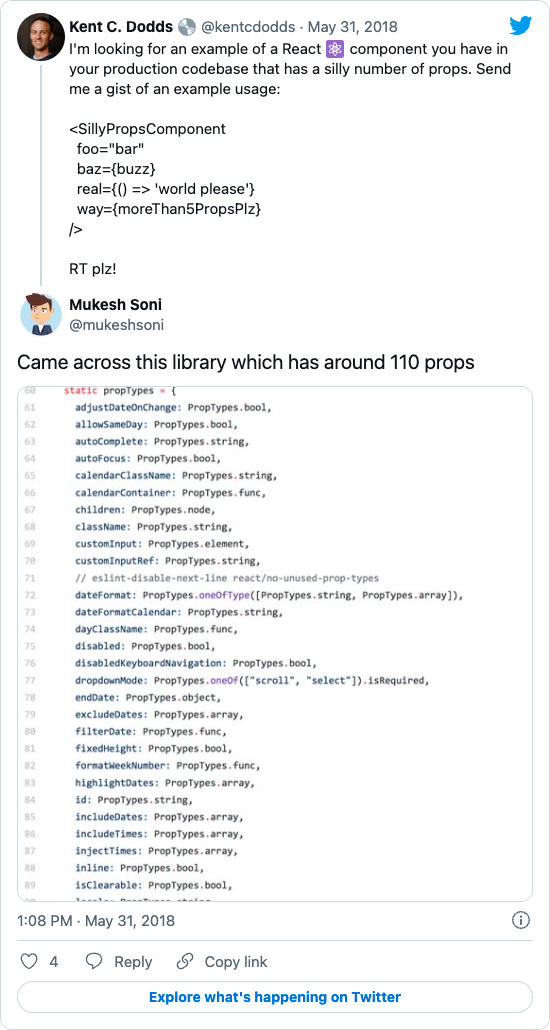 Kent C. Dodds @kentcdodds · May 31, 2018
I'm looking for an example of a React ⚛ component you have in
your production codebase that has a silly number of props. Send
me a gist of an example usage:
<SillyPropsComponent
foo="bar"
baz={buzz}
real={() => 'world please'}
way={moreThan5PropsPlz}
/>
RT plz!
Mukesh Soni
@mukeshsoni
Came across this library which has around 110 props
60 static propTypes = {
61 adjustDateOnChange: PropTypes.bool,
62 allowSameDay: PropTypes.bool,
63 autoComplete: PropTypes.string,
64 autoFocus: PropTypes.bool,
65 calendarClassName: PropTypes.string,
66 calendarContainer: PropTypes.func,
67 children: PropTypes.node,
68 className: PropTypes.string,
69 customInput: PropTypes.element,
70 customInputRef: PropTypes.string,
71 // eslint-disable-next-line react/no-unused-prop-types
72 dateFormat: PropTypes.oneOfType([PropTypes.string, PropTypes.array]),
73 dateFormatCalendar: PropTypes.string,
74 dayClassName: PropTypes.func,
75 disabled: PropTypes.bool,
76 disabledKeyboardNavigation: PropTypes.bool,
77 dropdownMode: PropTypes.oneOf(["scroll", "select"]).isRequired,
78 endDate: PropTypes.object,
79 excludeDates: PropTypes.array,
80 filterDate: PropTypes.func,
81 fixedHeight: PropTypes.bool,
82 formatWeekNumber: PropTypes.func,
83 highlightDates: PropTypes.array,
84 id: PropTypes.string,
85 includeDates: PropTypes.array,
86 includeTimes: PropTypes.array,
87 injectTimes: PropTypes.array,
88 inline: PropTypes.bool,
89 isClearable: PropTypes.bool,
1:08 PM · May 31, 2018
4 Reply Copy link
Explore what's happening on Twitter